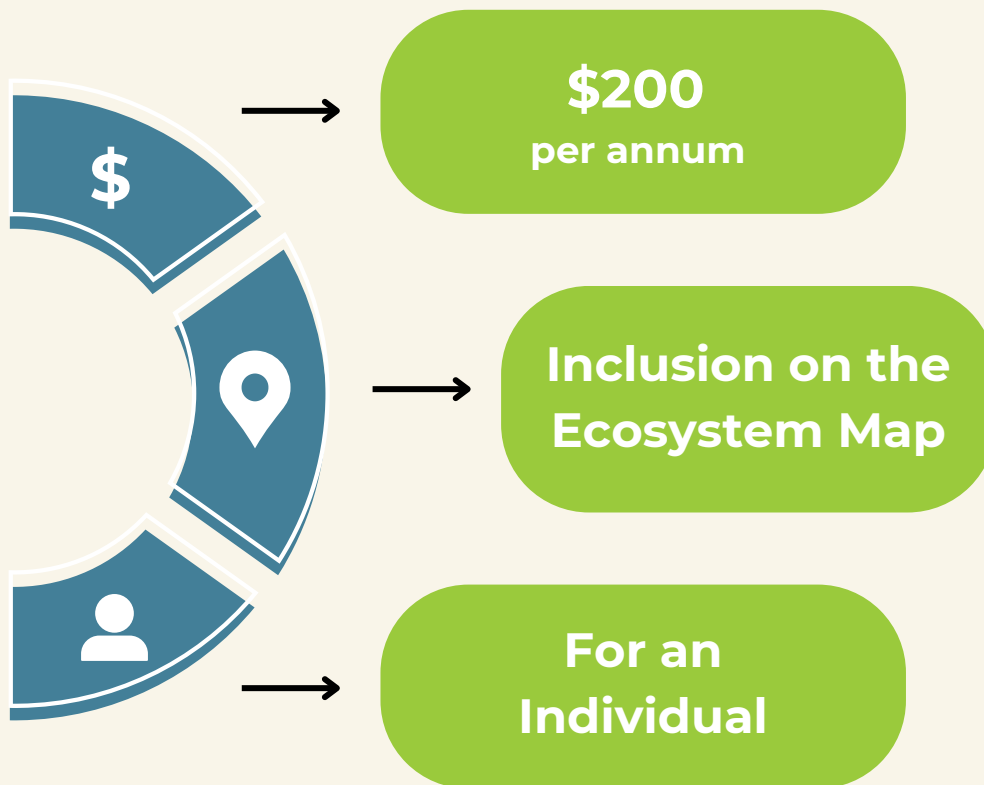 $
$200
per annum
Inclusion on the
Ecosystem Map
For an
Individual